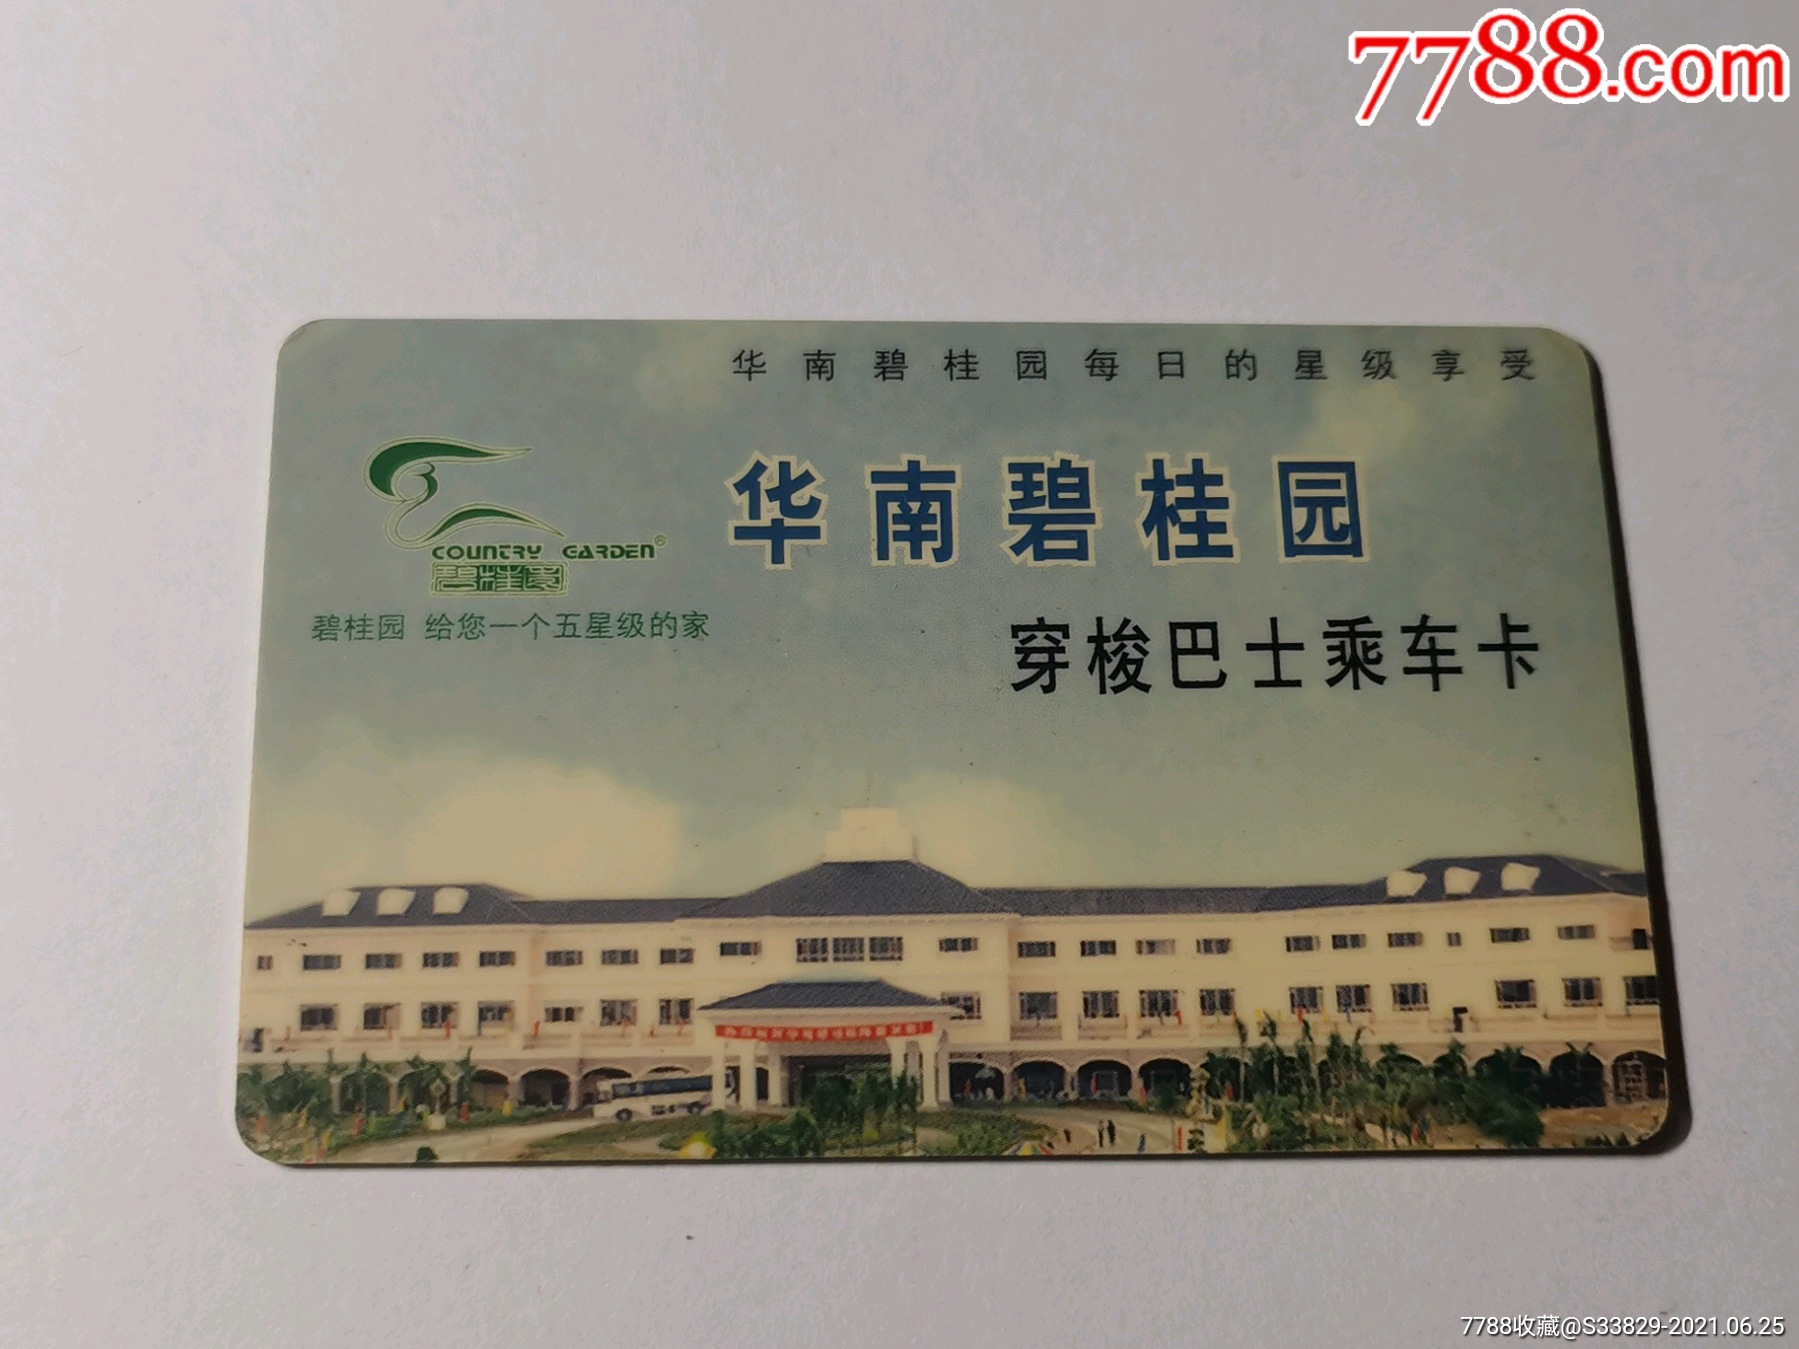 7788.com
华南碧桂园每日的星级享受
华南碧桂园
COUNTRY GARDEN®
碧桂园
碧桂园 给您一个五星级的家
穿梭巴士乘车卡
7788收藏@S33829-2021.06.25